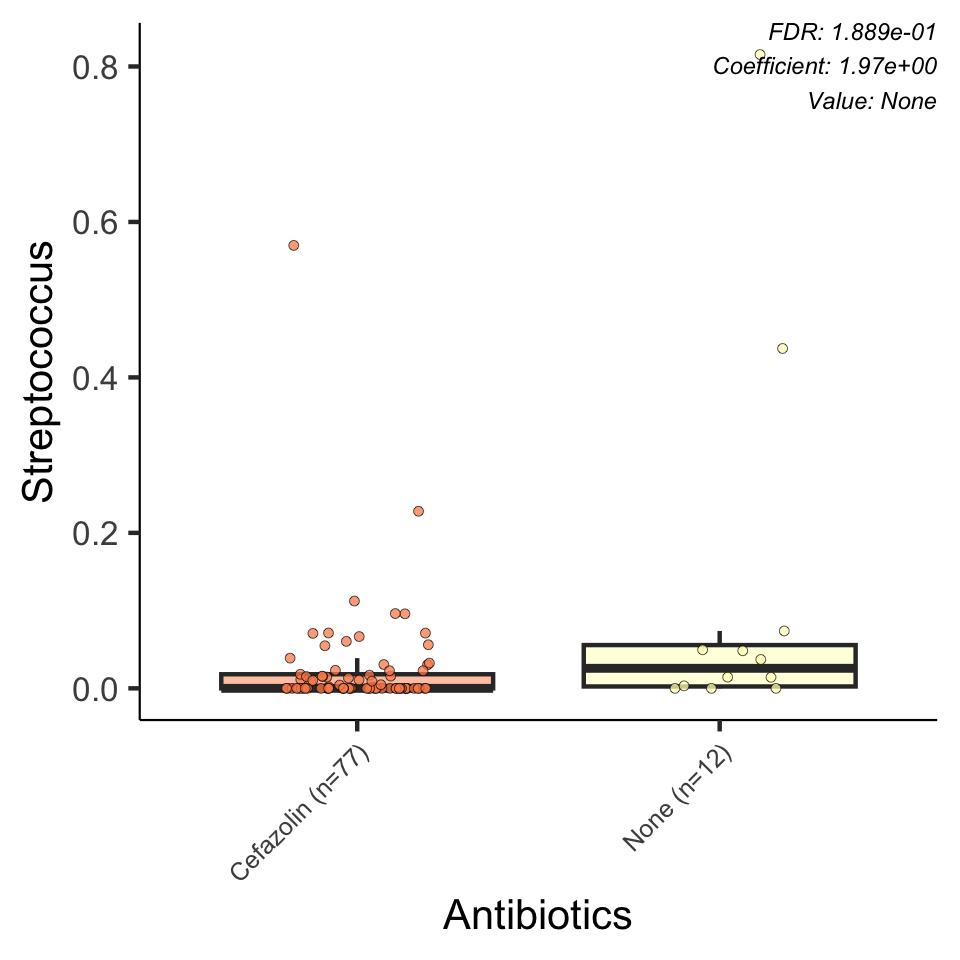 FDR: 1.889e-01
Coefficient: 1.97e+00
Value: None
0.8
0.6
0.4
0.2
0.0
Streptococcus
Cefazolin (n=77)
None (n=12)
Antibiotics